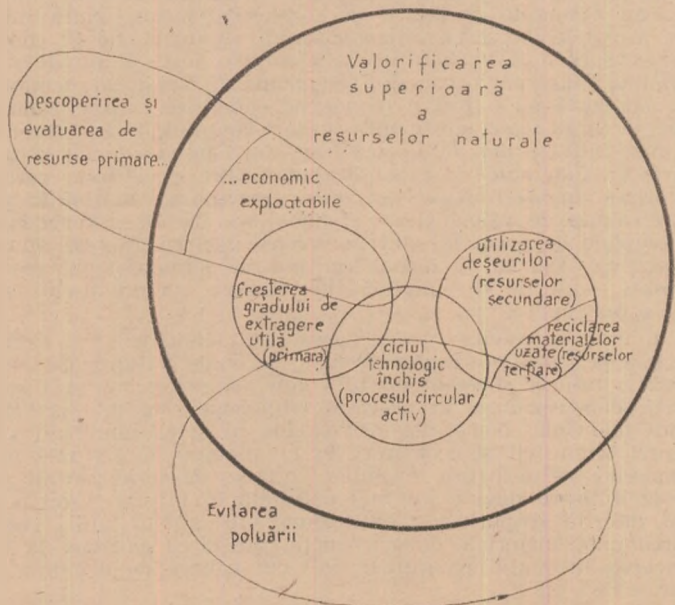 Valorificarea
superioară
a
resurselor naturale
Descoperirea și
evaluarea de
resurse primare...
...economic
exploatabile
Creșterea
gradului de
extragere
utilă
(primara)
ciclul
tehnologic
închis
(procesul circular
activ)
utilizarea
deșeurilor
(resurselor
secundare)
reciclarea
materialelor
uzate (resurselor
terțiare)
Evitarea
poluării